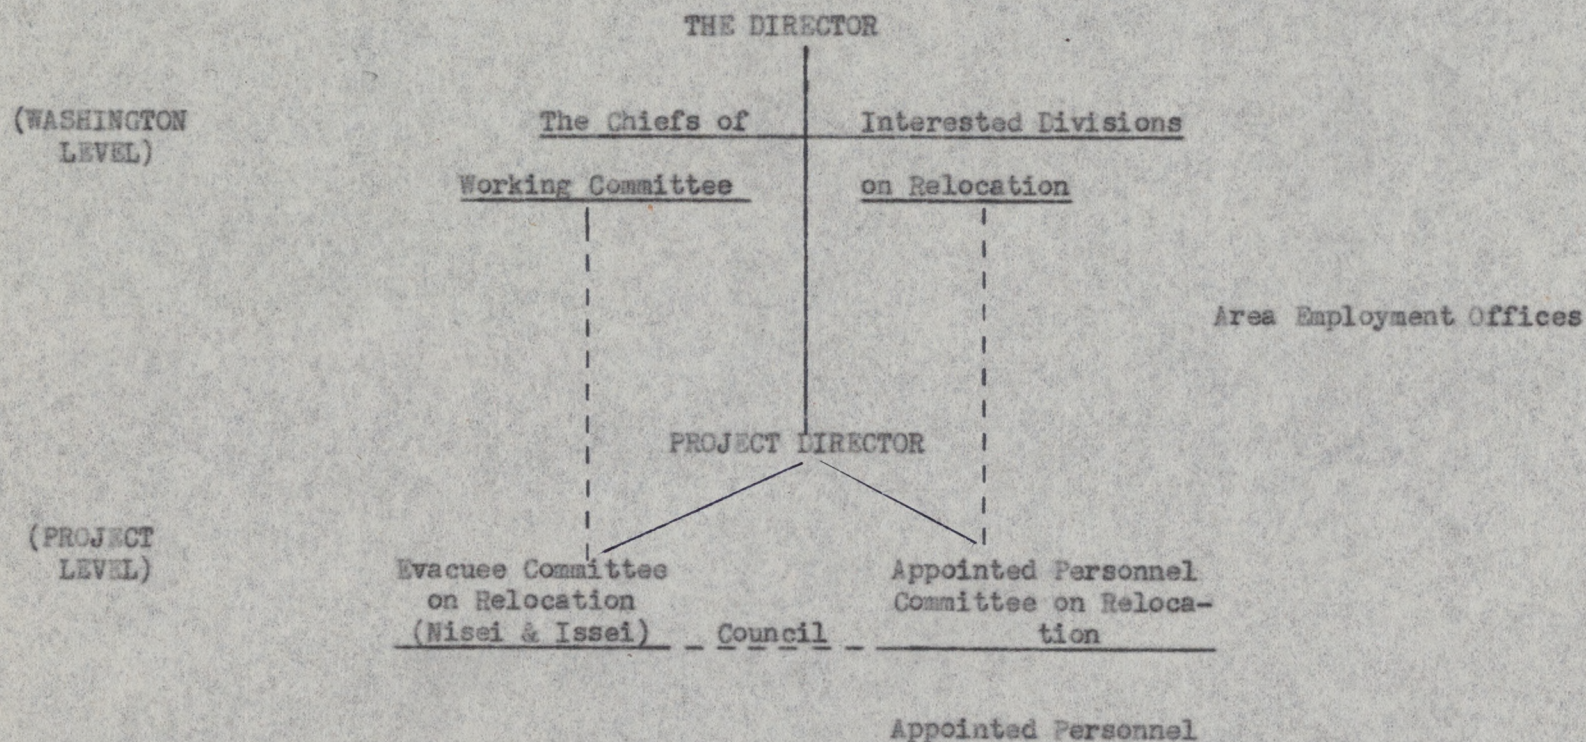 THE DIRECTOR
(WASHINGTON
LEVEL)
The Chiefs of Interested Divisions
Working Committee on Relocation
Area Employment Offices
PROJECT DIRECTOR
(PROJECT
LEVEL)
Evacuee Committee
on Relocation
(Nisei & Issei)
Council
Appointed Personnel
Committee on Reloca-
tion
Appointed Personnel